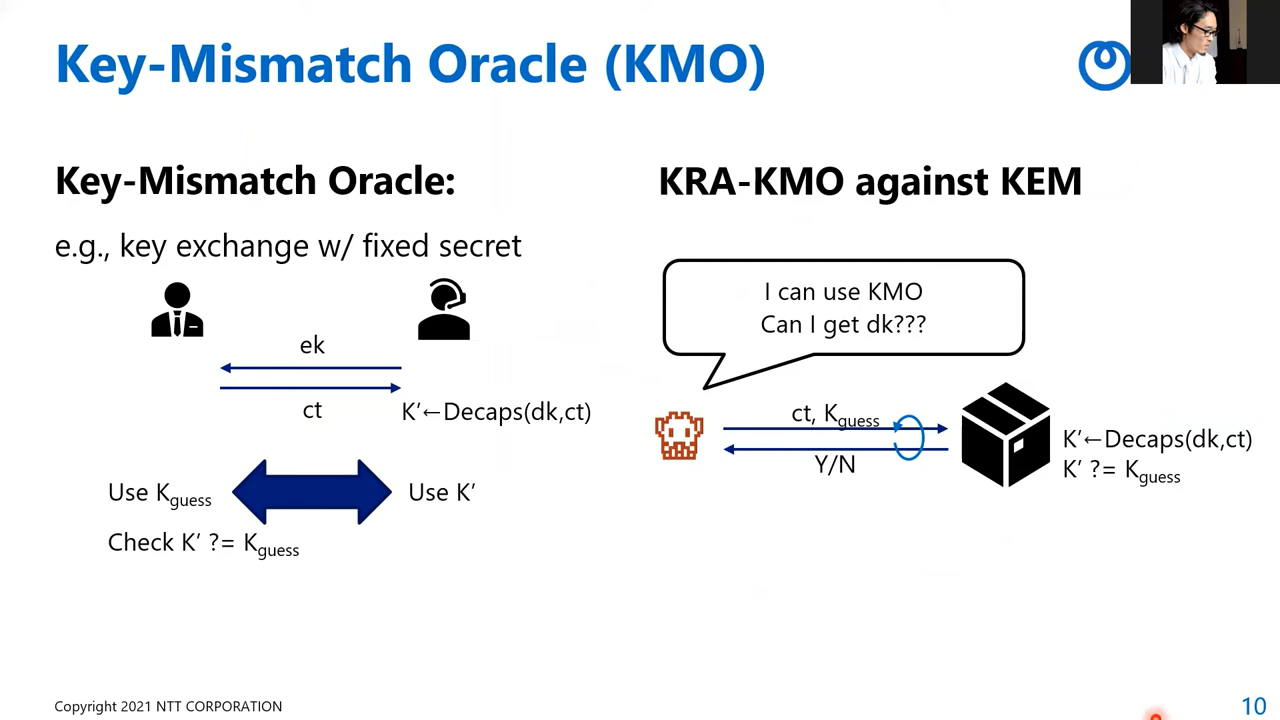 Key-Mismatch Oracle (KMO)
Key-Mismatch Oracle:
e.g., key exchange w/ fixed secret
ek
ct
K’←Decaps(dk,ct)
Use Kguess
Use K’
Check K’ ?= Kguess
KRA-KMO against KEM
I can use KMO
Can I get dk???
ct, Kguess
Y/N
K’←Decaps(dk,ct)
K’ ?= Kguess
Copyright 2021 NTT CORPORATION
10